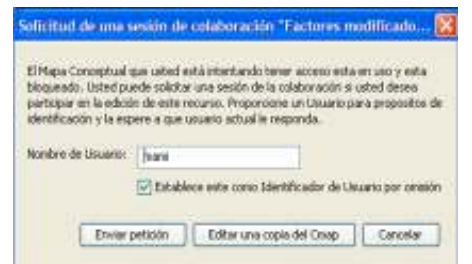 Solicitud de una sesión de colaboración "Factores modificado...
El Mapa Conceptual que usted está intentando tener acceso esta en uso y esta
bloqueado. Usted puede solicitar una sesión de la colaboración si usted desea
participar en la edición de este recurso. Proporcione un Usuario para propositos de
identificación y la espere a que usuario actual le responda.
Nombre de Usuario:
Establece este como Identificador de Usuario por omisión
Enviar petición Editar una copia del Cmap Cancelar